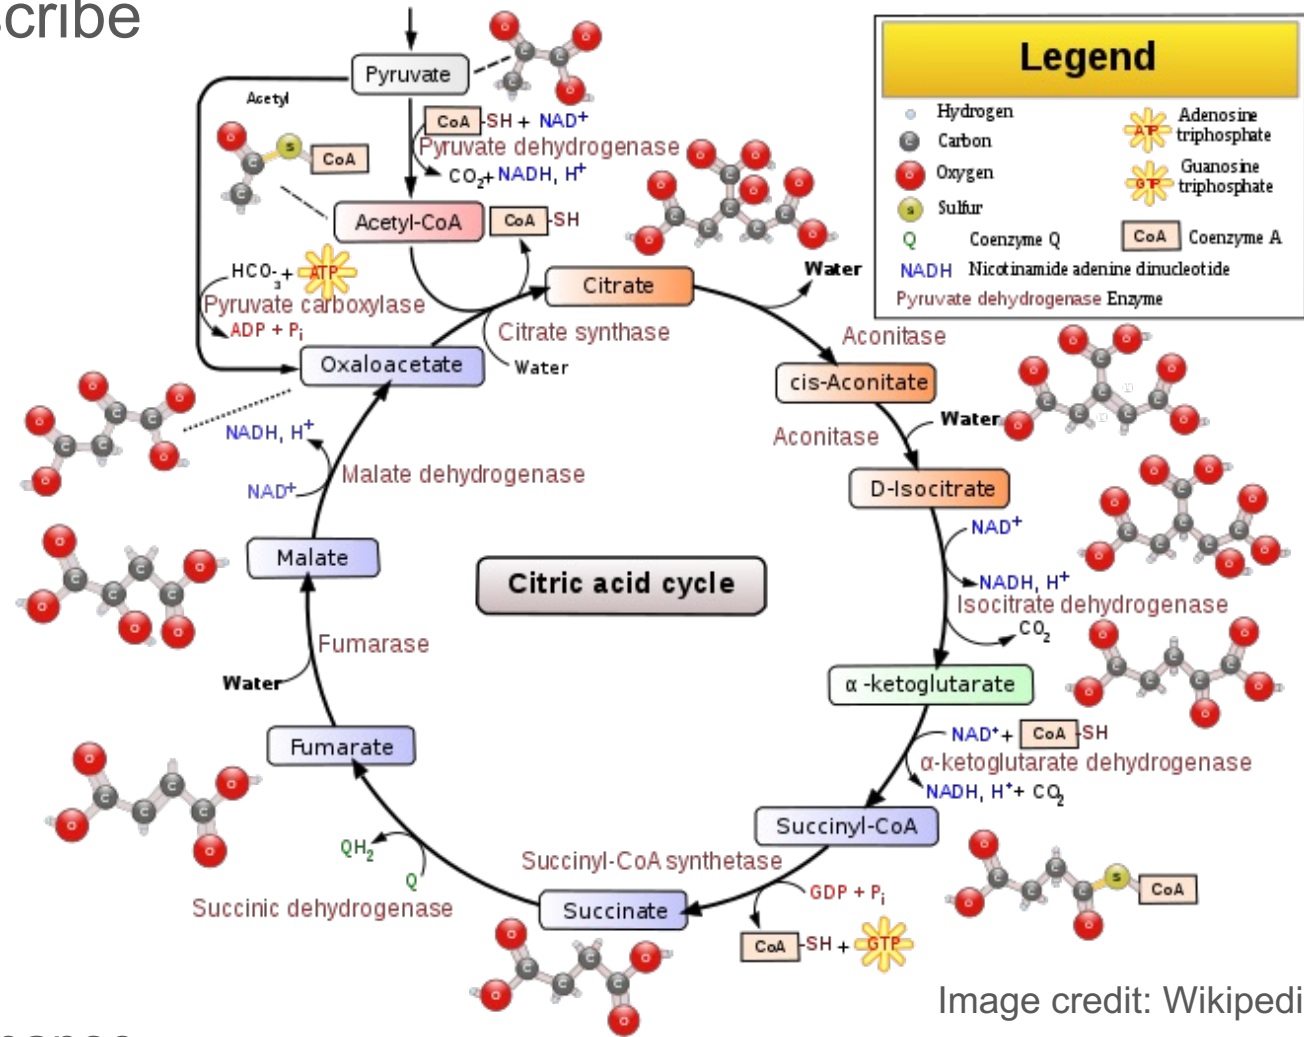 scribe
Pyruvate
Acetyl
CoA -SH + NAD+
Pyruvate dehydrogenase
CO2+ NADH, H+
S CoA
Acetyl-CoA
CoA -SH
HCO3- + ATP
Pyruvate carboxylase
ADP + Pi
Citrate
Water
Citrate synthase
Water
Oxaloacetate
Aconitase
cis-Aconitate
Water
Aconitase
D-Isocitrate
NAD+
NADH, H+
Isocitrate dehydrogenase
CO2
α -ketoglutarate
NAD+ + CoA -SH
α-ketoglutarate dehydrogenase
NADH, H+ + CO2
Succinyl-CoA
S CoA
Succinyl-CoA synthetase
GDP + Pi
CoA -SH + GTP
Succinate
QH2
Q
Succinic dehydrogenase
Fumarate
Water
Fumarase
Malate
NADH, H+
NAD+
Malate dehydrogenase
Citric acid cycle
Legend
Hydrogen
C Carbon
O Oxygen
S Sulfur
Q Coenzyme Q
NADH Nicotinamide adenine dinucleotide
Pyruvate dehydrogenase Enzyme
ATP Adenosine
triphosphate
GTP Guanosine
triphosphate
CoA Coenzyme A
Image credit: Wikipedi